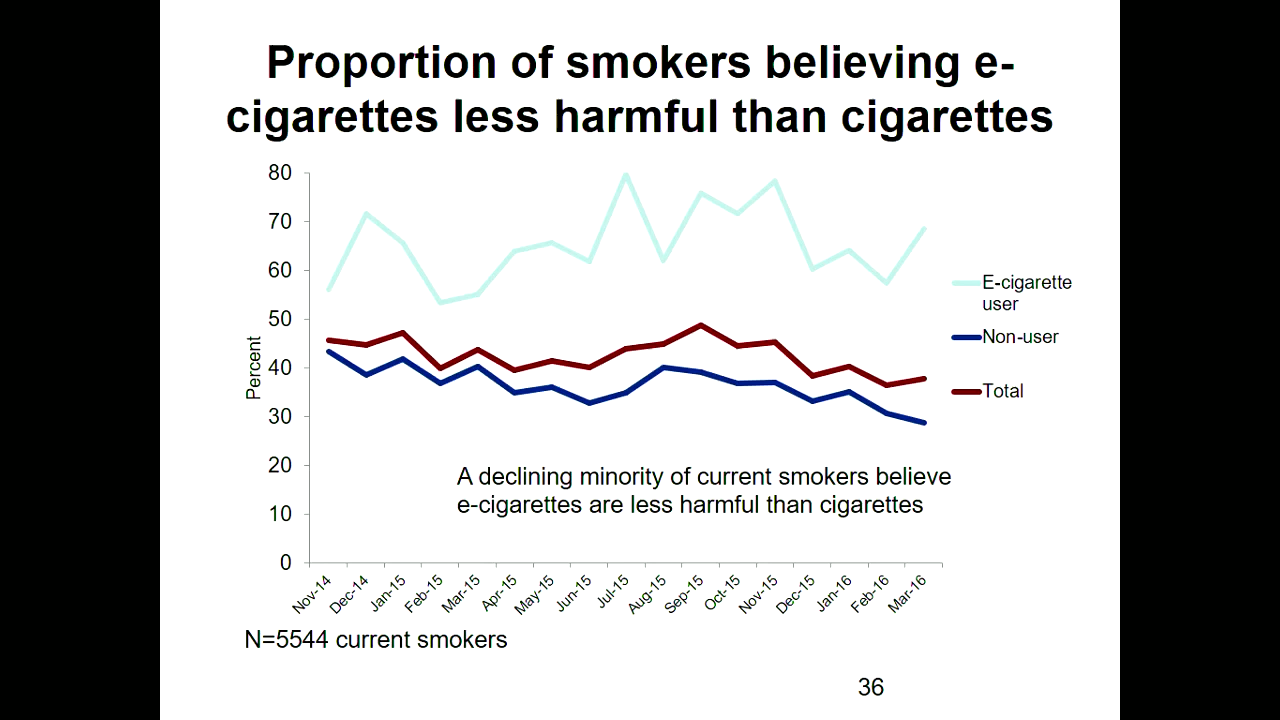 Proportion of smokers believing e-
cigarettes less harmful than cigarettes
80
70
60
50
40
30
20
10
0
Percent
E-cigarette
user
Non-user
Total
A declining minority of current smokers believe
e-cigarettes are less harmful than cigarettes
Nov-14
Dec-14
Jan-15
Feb-15
Mar-15
Apr-15
May-15
Jun-15
Jul-15
Aug-15
Sep-15
Oct-15
Nov-15
Dec-15
Jan-16
Feb-16
Mar-16
N=5544 current smokers
36